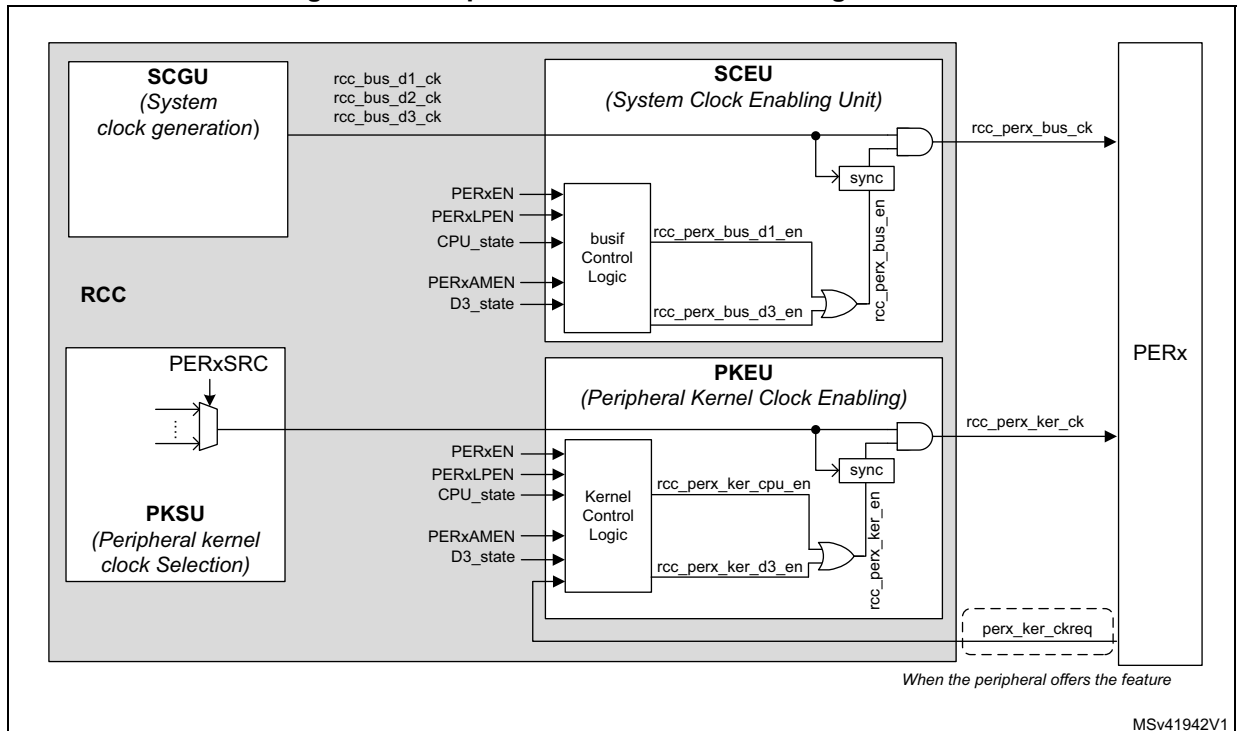 SCGU
(System
clock generation)
rcc_bus_d1_ck
rcc_bus_d2_ck
rcc_bus_d3_ck
SCEU
(System Clock Enabling Unit)
rcc_perx_bus_ck
sync
PERxEN
PERxLPEN
CPU_state
PERxAMEN
D3_state
busif
Control
Logic
rcc_perx_bus_d1_en
rcc_perx_bus_d3_en
rcc_perx_bus_en
RCC
PERx
PERxSRC
PKSU
(Peripheral kernel
clock Selection)
PKEU
(Peripheral Kernel Clock Enabling)
rcc_perx_ker_ck
sync
PERxEN
PERxLPEN
CPU_state
PERxAMEN
D3_state
Kernel
Control
Logic
rcc_perx_ker_cpu_en
rcc_perx_ker_d3_en
rcc_perx_ker_en
perx_ker_ckreq
When the peripheral offers the feature
MSv41942V1